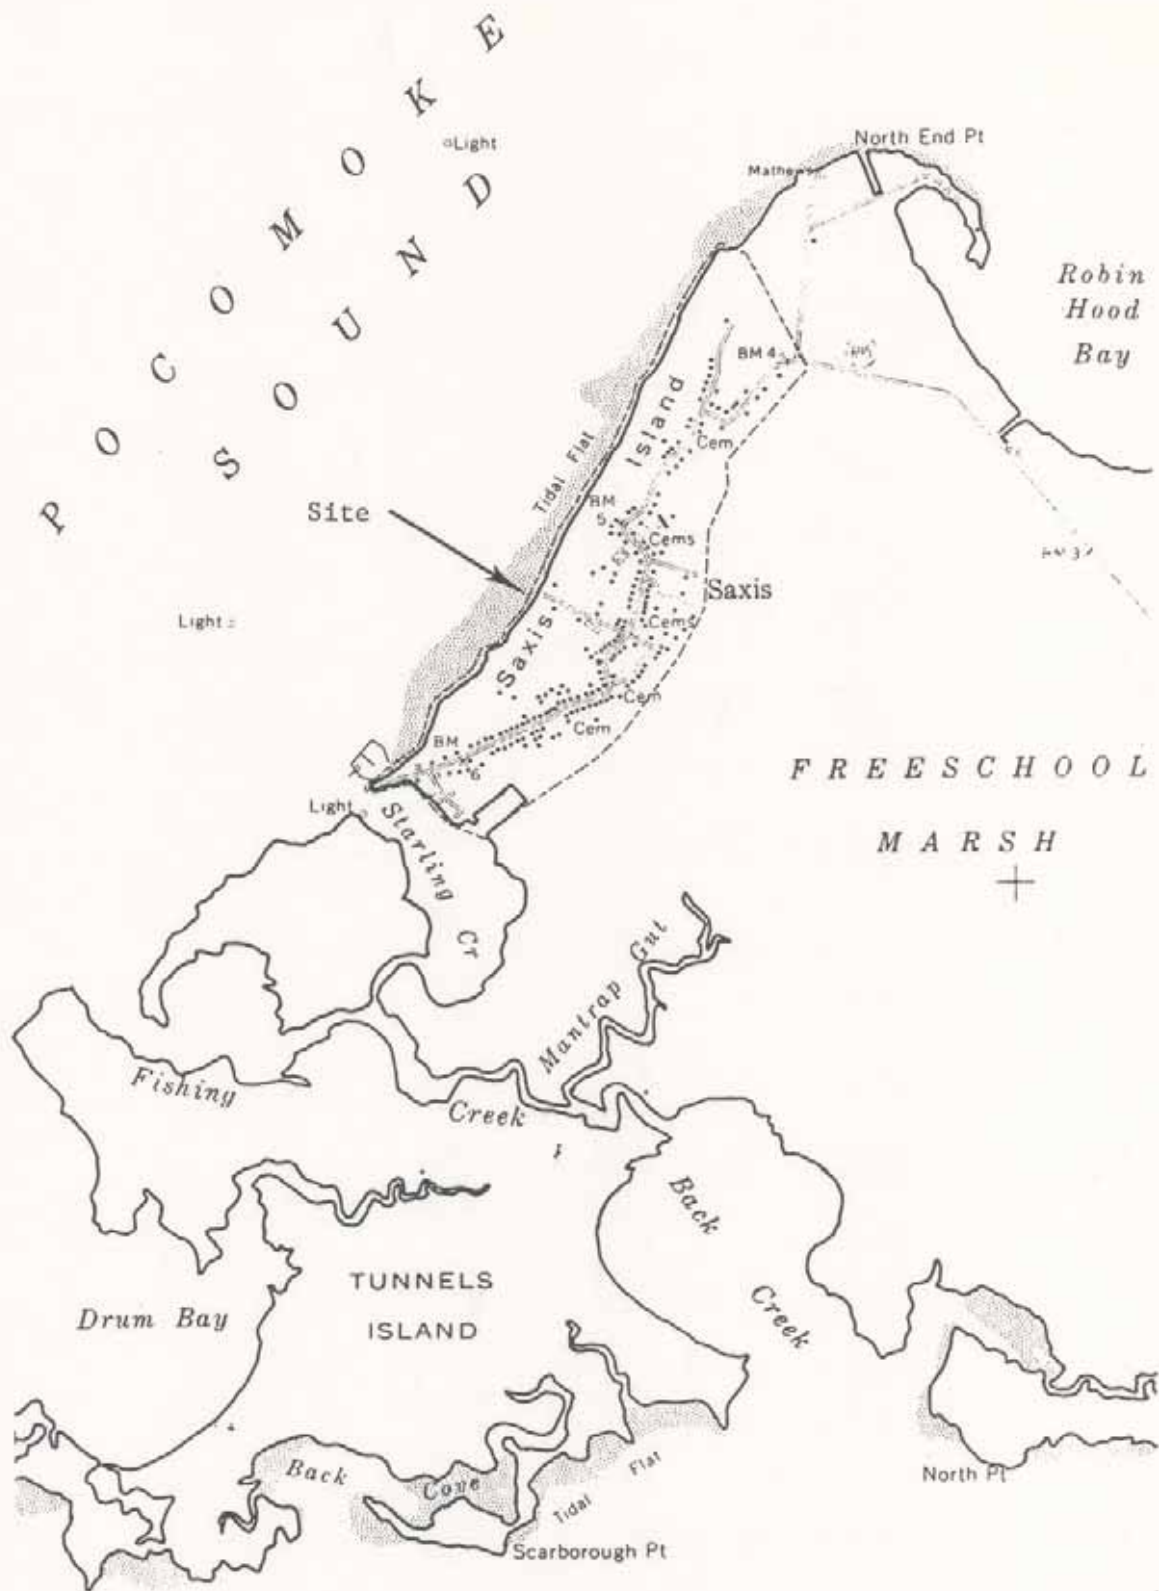 POCOMOKE
SOUND
Light
North End Pt
Robin
Hood
Bay
BM 4
Island
Cem
Tidal Flat
BM
5
Site
Cems
Saxis
Light
Cems
Saxis
Cem
Cem
BM
6
FREESCHOOL
MARSH
Light
Starling Cr
Mantrap Gut
Fishing
Creek
Back
Creek
TUNNELS
ISLAND
Drum Bay
Back
Cove
Tidal Flat
North Pt
Scarborough Pt